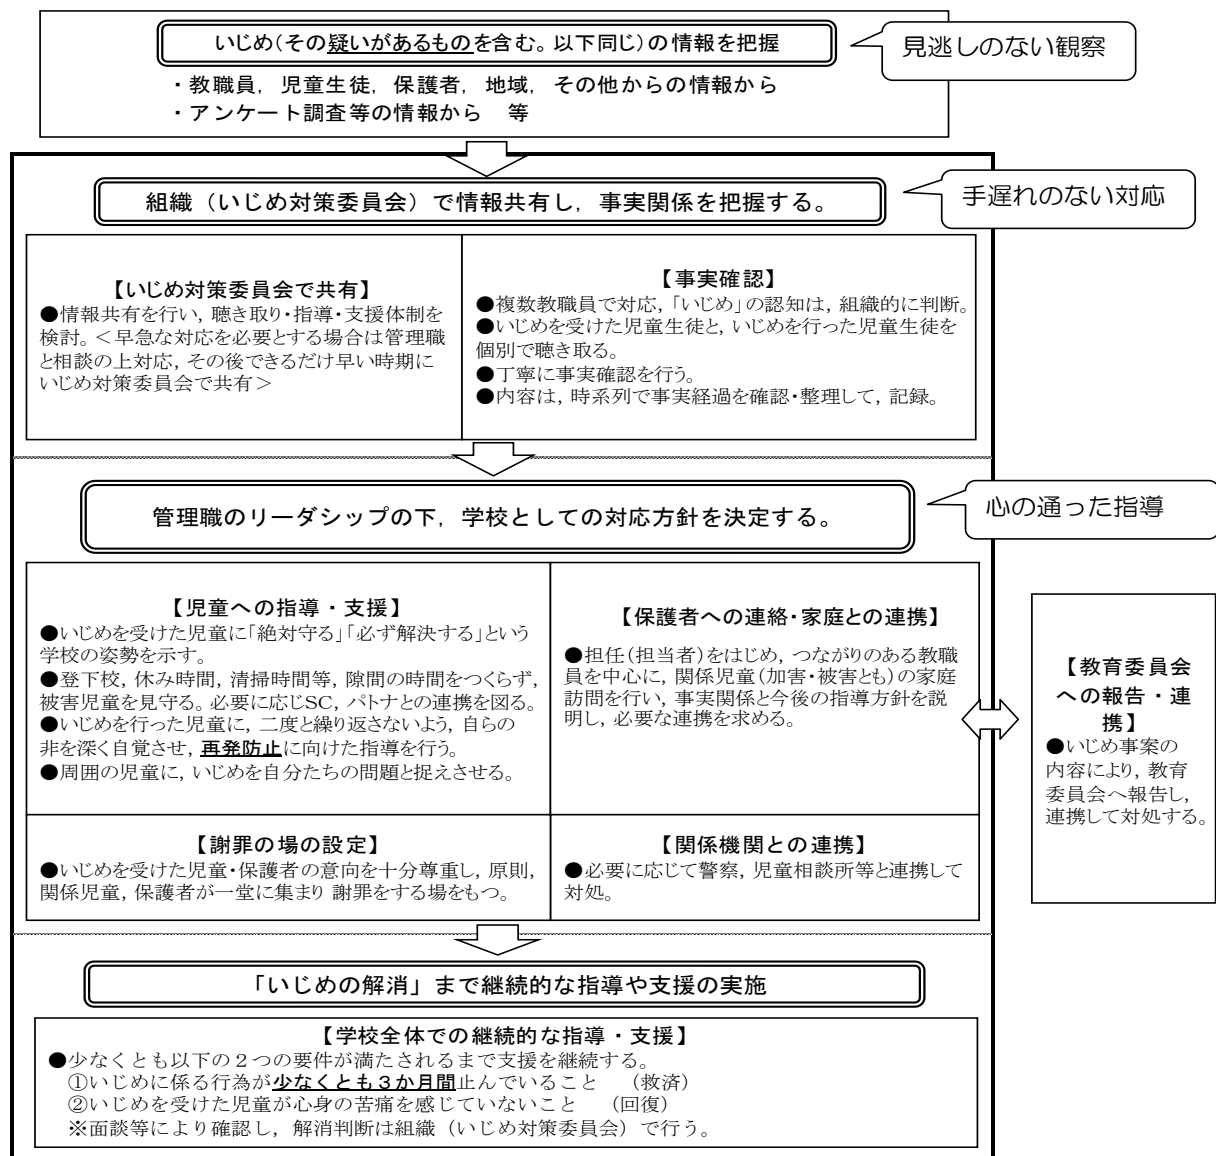 いじめ(その疑いがあるものを含む。以下同じ)の情報を把握
見逃しのない観察
・教職員，児童生徒，保護者，地域，その他からの情報から
・アンケート調査等の情報から　等
組織（いじめ対策委員会）で情報共有し，事実関係を把握する。
手遅れのない対応
【いじめ対策委員会で共有】
●情報共有を行い，聴き取り・指導・支援体制を
検討。＜早急な対応を必要とする場合は管理職
と相談の上対応，その後できるだけ早い時期に
いじめ対策委員会で共有＞
【事実確認】
●複数教職員で対応，「いじめ」の認知は，組織的に判断。
●いじめを受けた児童生徒と，いじめを行った児童生徒を
個別で聴き取る。
●丁寧に事実確認を行う。
●内容は，時系列で事実経過を確認・整理して，記録。
管理職のリーダシップの下，学校としての対応方針を決定する。
心の通った指導
【児童への指導・支援】
●いじめを受けた児童に「絶対守る」「必ず解決する」という
学校の姿勢を示す。
●登下校，休み時間，清掃時間等，隙間の時間をつくらず，
被害児童を見守る。必要に応じSC，パトナとの連携を図る。
●いじめを行った児童に，二度と繰り返さないよう，自らの
非を深く自覚させ，再発防止に向けた指導を行う。
●周囲の児童に，いじめを自分たちの問題と捉えさせる。
【保護者への連絡・家庭との連携】
●担任(担当者)をはじめ，つながりのある教職
員を中心に，関係児童(加害・被害とも)の家庭
訪問を行い，事実関係と今後の指導方針を説
明し，必要な連携を求める。
【教育委員会
への報告・連
携】
●いじめ事案の
内容により，教育
委員会へ報告し，
連携して対処する。
【謝罪の場の設定】
●いじめを受けた児童・保護者の意向を十分尊重し，原則，
関係児童，保護者が一堂に集まり 謝罪をする場をもつ。
【関係機関との連携】
●必要に応じて警察，児童相談所等と連携して
対処。
「いじめの解消」まで継続的な指導や支援の実施
【学校全体での継続的な指導・支援】
●少なくとも以下の２つの要件が満たされるまで支援を継続する。
①いじめに係る行為が少なくとも３か月間止んでいること　（救済）
②いじめを受けた児童が心身の苦痛を感じていないこと　（回復）
※面談等により確認し，解消判断は組織（いじめ対策委員会）で行う。